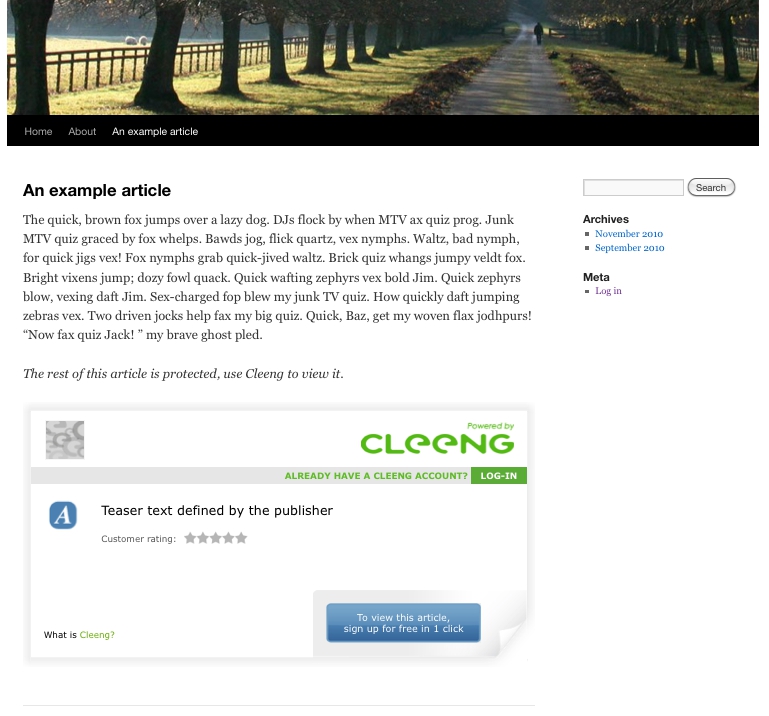 Home About An example article
An example article
The quick, brown fox jumps over a lazy dog. DJs flock by when MTV ax quiz prog. Junk
MTV quiz graced by fox whelps. Bawds jog, flick quartz, vex nymphs. Waltz, bad nymph,
for quick jigs vex! Fox nymphs grab quick-jived waltz. Brick quiz whangs jumpy veldt fox.
Bright vixens jump; dozy fowl quack. Quick wafting zephyrs vex bold Jim. Quick zephyrs
blow, vexing daft Jim. Sex-charged fop blew my junk TV quiz. How quickly daft jumping
zebras vex. Two driven jocks help fax my big quiz. Quick, Baz, get my woven flax jodhpurs!
“Now fax quiz Jack! ” my brave ghost pled.
The rest of this article is protected, use Cleeng to view it.
Powered by
CLEENG
ALREADY HAVE A CLEENG ACCOUNT? LOG-IN
A
Teaser text defined by the publisher
Customer rating:
What is Cleeng?
To view this article,
sign up for free in 1 click
Search
Archives
November 2010
September 2010
Meta
Log in